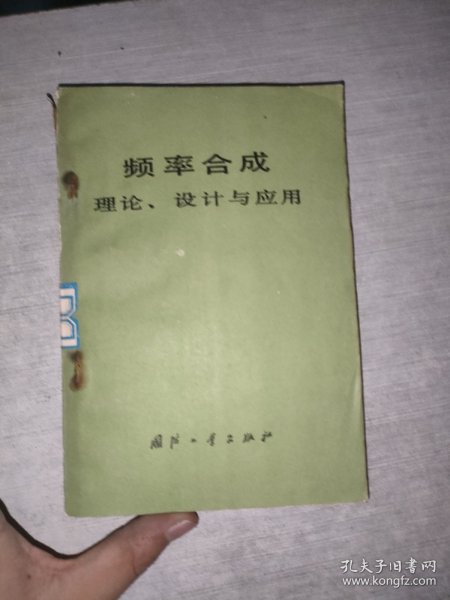 频率合成
理论、设计与应用
国防工业出版社
孔夫子旧书网
www.kongfz.com